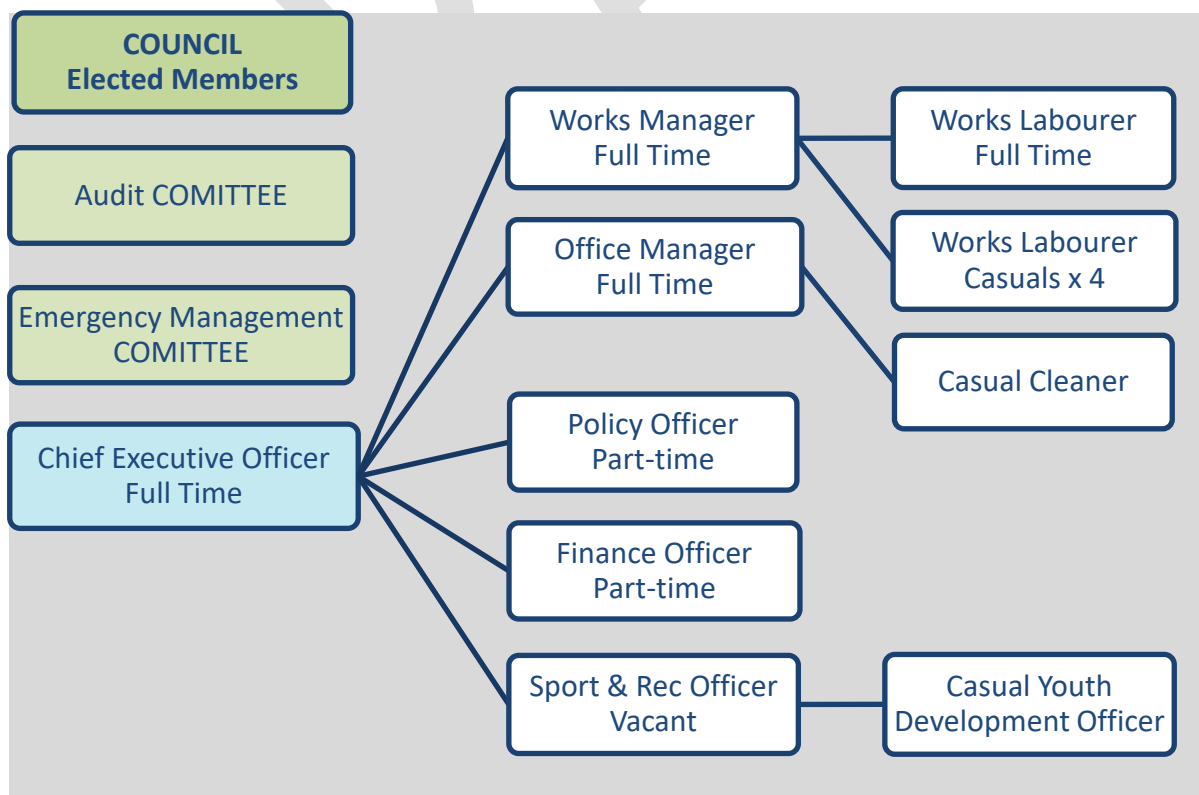 COUNCIL
Elected Members
Audit COMITTEE
Emergency Management
COMITTEE
Chief Executive Officer
Full Time
Works Manager
Full Time
Office Manager
Full Time
Policy Officer
Part-time
Finance Officer
Part-time
Sport & Rec Officer
Vacant
Works Labourer
Full Time
Works Labourer
Casuals x 4
Casual Cleaner
Casual Youth
Development Officer